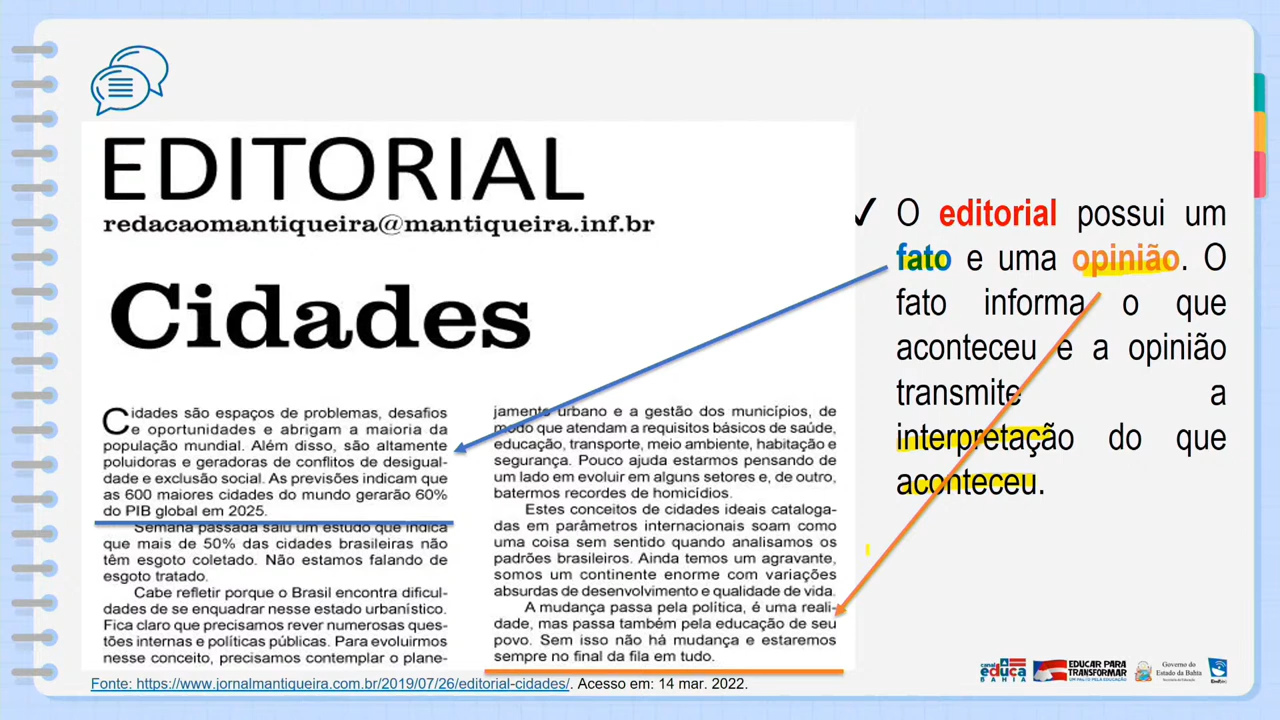 EDITORIAL
redacaomantiqueira@mantiqueira.inf.br
Cidades
Cidades são espaços de problemas, desafios
e oportunidades e abrigam a maioria da
população mundial. Além disso, são altamente
poluidoras e geradoras de conflitos de desigual-
dade e exclusão social. As previsões indicam que
as 600 maiores cidades do mundo gerarão 60%
do PIB global em 2025.
Semana passada saiu um estudo que indica
que mais de 50% das cidades brasileiras não
têm esgoto coletado. Não estamos falando de
esgoto tratado.
Cabe refletir porque o Brasil encontra dificul-
dades de se enquadrar nesse estado urbanístico.
Fica claro que precisamos rever numerosas ques-
tões internas e políticas públicas. Para evoluirmos
nesse conceito, precisamos contemplar o plane-
jamento urbano e a gestão dos municípios, de
modo que atendam a requisitos básicos de saúde,
educação, transporte, meio ambiente, habitação e
segurança. Pouco ajuda estarmos pensando de
um lado em evoluir em alguns setores e, de outro,
batermos recordes de homicídios.
Estes conceitos de cidades ideais cataloga-
das em parâmetros internacionais soam como
uma coisa sem sentido quando analisamos os
padrões brasileiros. Ainda temos um agravante,
somos um continente enorme com variações
absurdas de desenvolvimento e qualidade de vida.
A mudança passa pela política, é uma reali-
dade, mas passa também pela educação de seu
povo. Sem isso não há mudança e estaremos
sempre no final da fila em tudo.
Fonte: https://www.jornalmantiqueira.com.br/2019/07/26/editorial-cidades/. Acesso em: 14 mar. 2022.
✓ O editorial possui um
fato e uma opinião. O
fato informa o que
aconteceu e a opinião
transmite a
interpretação do que
aconteceu.
canal
educa
BAHIA
EDUCAR PARA
TRANSFORMAR
UM PACTO PELA EDUCAÇÃO
Governo do
Estado da Bahia
Secretaria da Educação